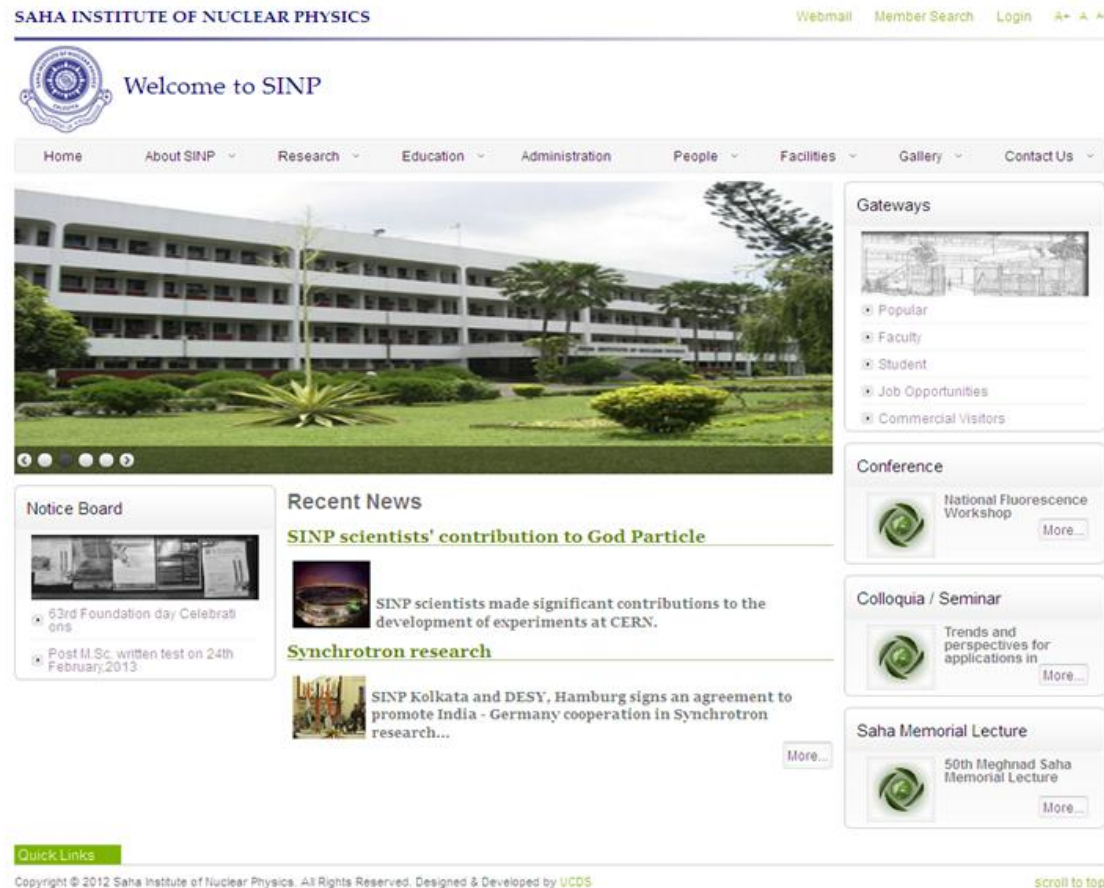 SAHA INSTITUTE OF NUCLEAR PHYSICS
Webmail Member Search Login A+ A A-
Welcome to SINP
Home About SINP Research Education Administration People Facilities Gallery Contact Us
Gateways
Popular
Faculty
Student
Job Opportunities
Commercial Visitors
Notice Board
63rd Foundation day Celebrati
ons
Post M.Sc. written test on 24th
February,2013
Recent News
SINP scientists' contribution to God Particle
SINP scientists made significant contributions to the
development of experiments at CERN.
Synchrotron research
SINP Kolkata and DESY, Hamburg signs an agreement to
promote India - Germany cooperation in Synchrotron
research...
More...
Conference
National Fluorescence
Workshop
More...
Colloquia / Seminar
Trends and
perspectives for
applications in
More...
Saha Memorial Lecture
50th Meghnad Saha
Memorial Lecture
More...
Quick Links
Copyright © 2012 Saha Institute of Nuclear Physics. All Rights Reserved. Designed & Developed by UCDS
scroll to top